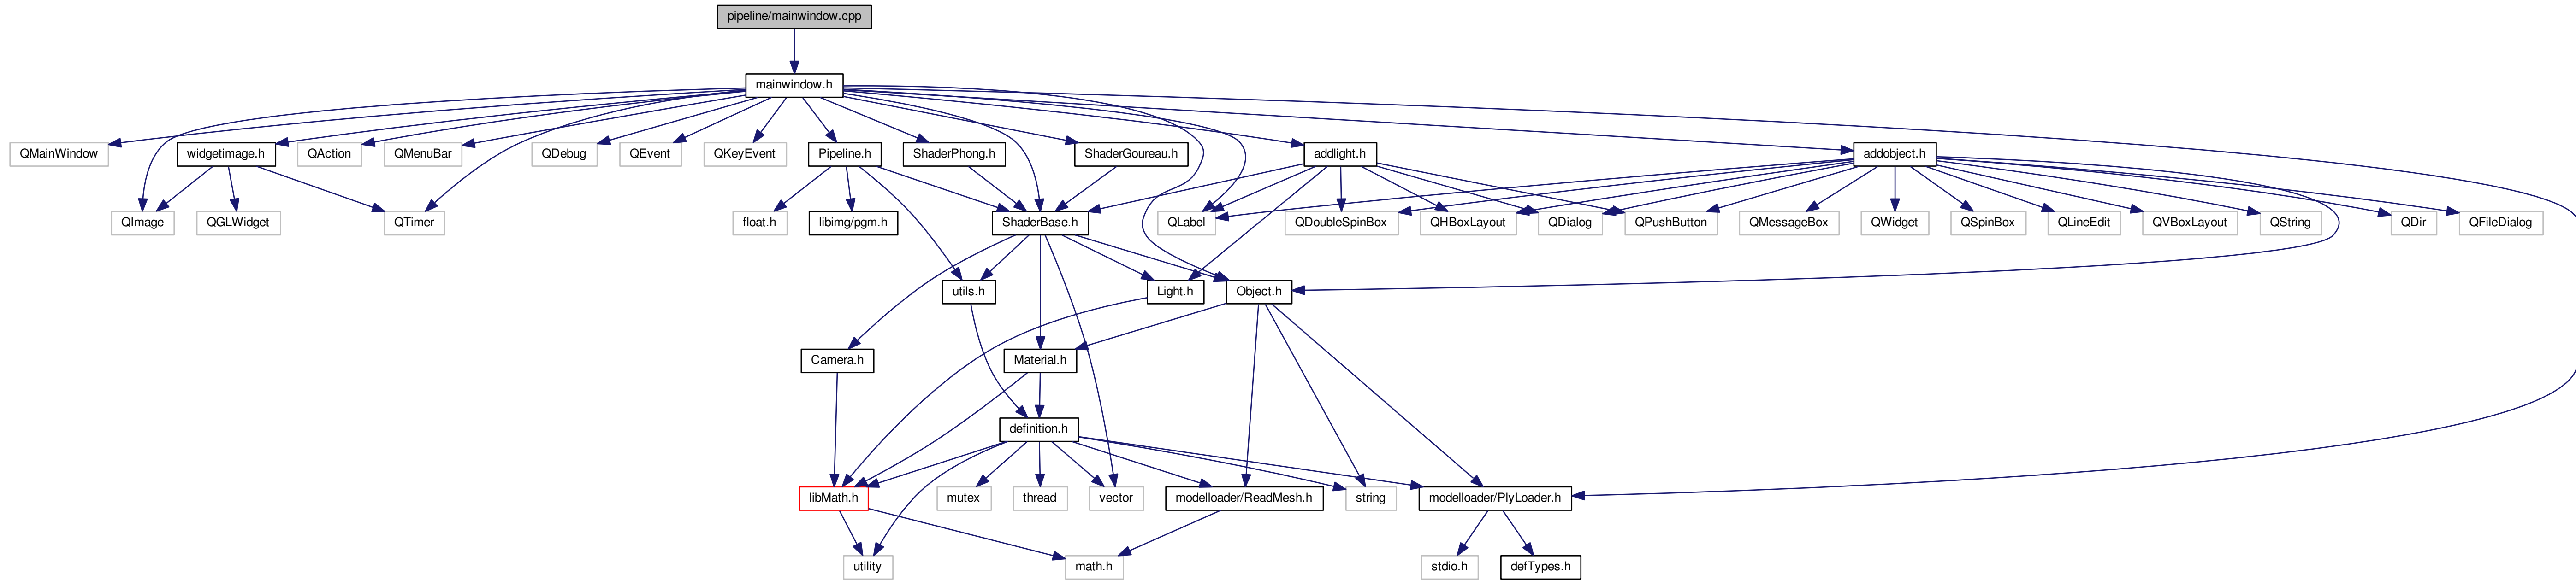 pipeline/mainwindow.cpp
mainwindow.h
QMainWindow
widgetimage.h
QAction
QMenuBar
QDebug
QEvent
QKeyEvent
Pipeline.h
ShaderPhong.h
ShaderGoureau.h
addlight.h
addobject.h
QImage
QGLWidget
QTimer
float.h
libimg/pgm.h
ShaderBase.h
QLabel
QDoubleSpinBox
QHBoxLayout
QDialog
QPushButton
QMessageBox
QWidget
QSpinBox
QLineEdit
QVBoxLayout
QString
QDir
QFileDialog
utils.h
Light.h
Object.h
Camera.h
Material.h
definition.h
libMath.h
mutex
thread
vector
modelloader/ReadMesh.h
string
modelloader/PlyLoader.h
utility
math.h
stdio.h
defTypes.h